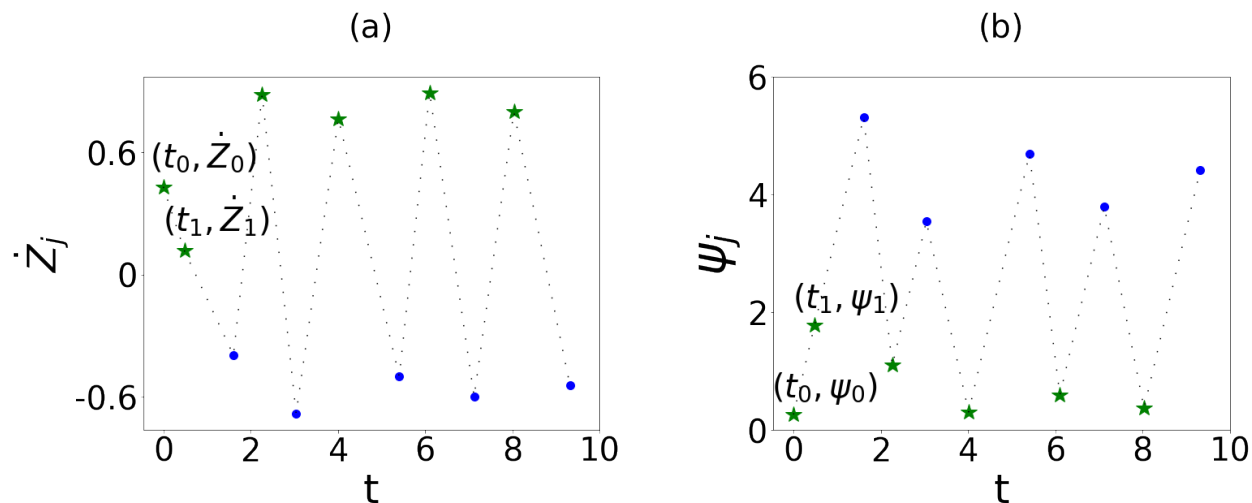 (a)
0.6
0
-0.6
Ż_j
(t_0, Ż_0)
(t_1, Ż_1)
0 2 4 6 8 10
t
(b)
6
4
2
0
ψ_j
(t_1, ψ_1)
(t_0, ψ_0)
0 2 4 6 8 10
t